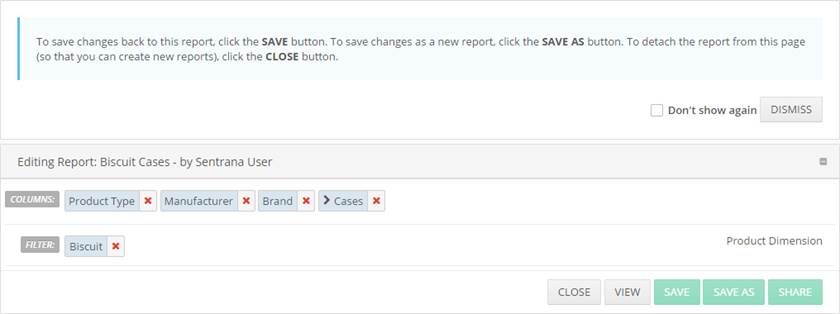 To save changes back to this report, click the SAVE button. To save changes as a new report, click the SAVE AS button. To detach the report from this page
(so that you can create new reports), click the CLOSE button.
Don't show again DISMISS
Editing Report: Biscuit Cases - by Sentrana User
COLUMNS: Product Type Manufacturer Brand Cases
FILTER: Biscuit Product Dimension
CLOSE VIEW SAVE SAVE AS SHARE